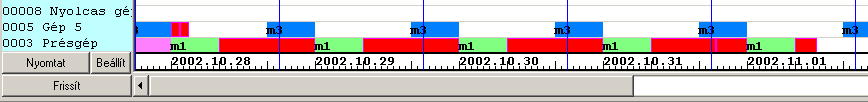 00008 Nyolcas gé
0005 Gép 5 m3 m3 m3 m3 m3
0003 Présgép m1 m1 m1 m1 m1
Nyomtat Beállít 2002.10.28 2002.10.29 2002.10.30 2002.10.31 2002.11.01
Frissít